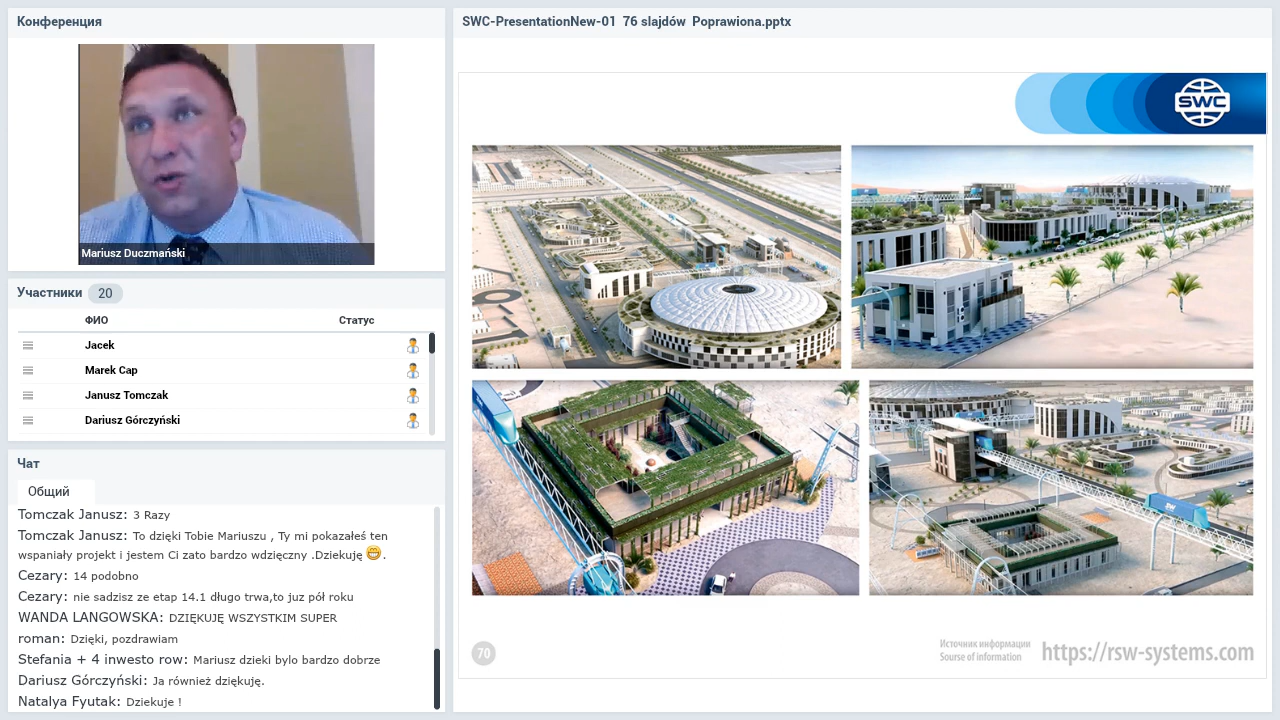 Конференция
Mariusz Duczmański
Участники 20
ФИО Статус
Jacek
Marek Cap
Janusz Tomczak
Dariusz Górczyński
Чат
Общий
Tomczak Janusz: 3 Razy
Tomczak Janusz: To dzięki Tobie Mariuszu , Ty mi pokazałeś ten
wspaniały projekt i jestem Ci zato bardzo wdzięczny .Dziekuję 😁.
Cezary: 14 podobno
Cezary: nie sadzisz ze etap 14.1 długo trwa,to juz pół roku
WANDA LANGOWSKA: DZIĘKUJĘ WSZYSTKIM SUPER
roman: Dzięki, pozdrawiam
Stefania + 4 inwesto row: Mariusz bardzo dobrze
Dariusz Górczyński: Ja również dziękuję.
Natalya Fyutak: Dziekuje !
SWC-PresentationNew-01 76 slajdów Poprawiona.pptx
SWC
70
Источник информации
Sourse of information
https://rsw-systems.com